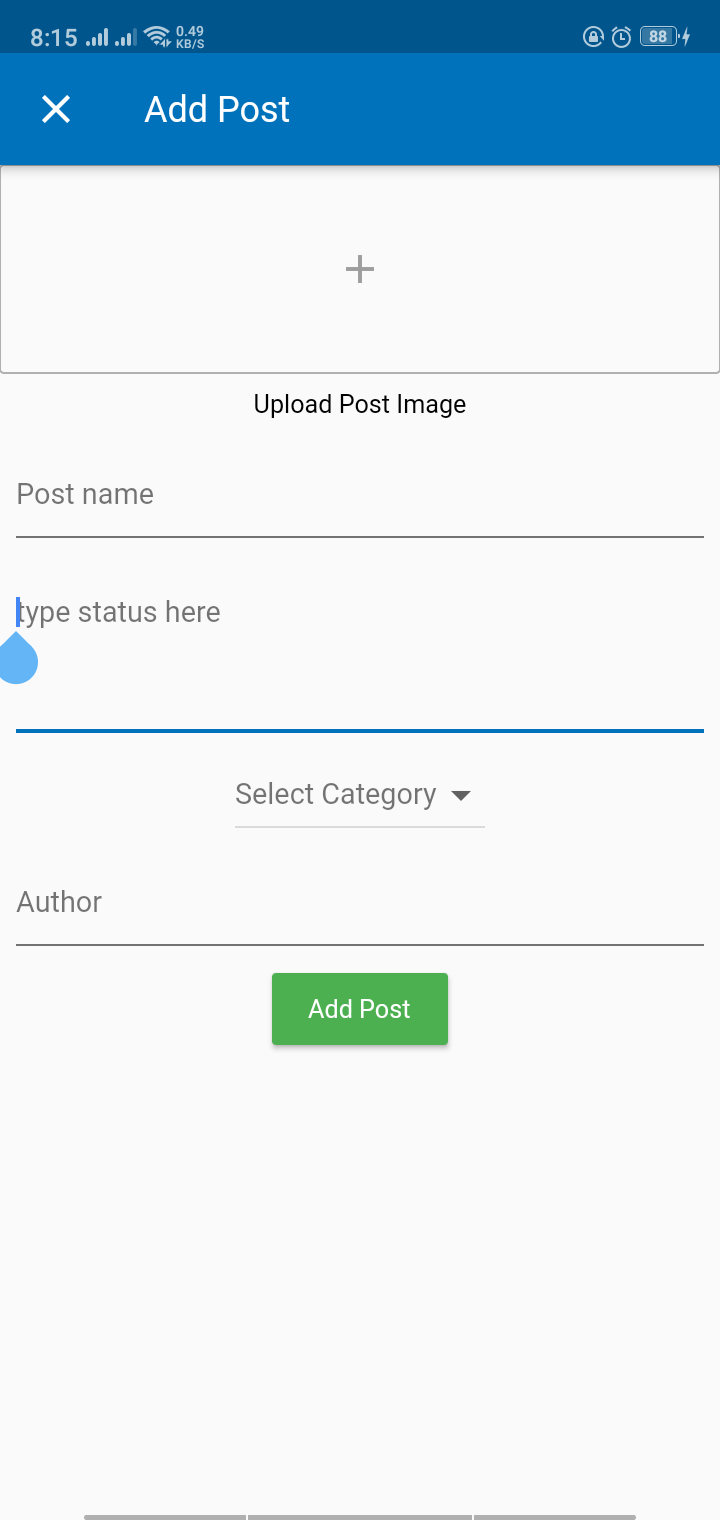 8:15 0.49 KB/S 88
Add Post
Upload Post Image
Post name
type status here
Select Category
Author
Add Post